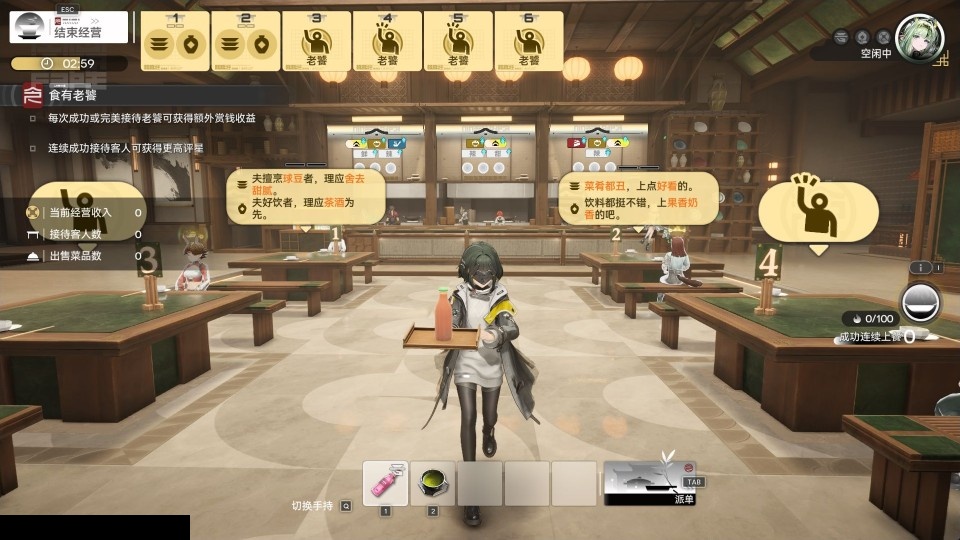 ESC
结束经营
02:59
1
2
3
老饕
4
老饕
5
老饕
6
老饕
空闲中
食有老饕
每次成功或完美接待老饕可获得额外赏钱收益
连续成功接待客人可获得更高评星
夫擅烹球豆者，理应舍去
甜腻。
夫好饮者，理应茶酒为
先。
菜肴都丑，上点好看的。
饮料都挺不错，上果香奶
香的吧。
当前经营收入 0
接待客人数 0
出售菜品数 0
1
2
3
4
0/100
成功连续上餐 0
切换手持 Q
1
2
TAB
派单